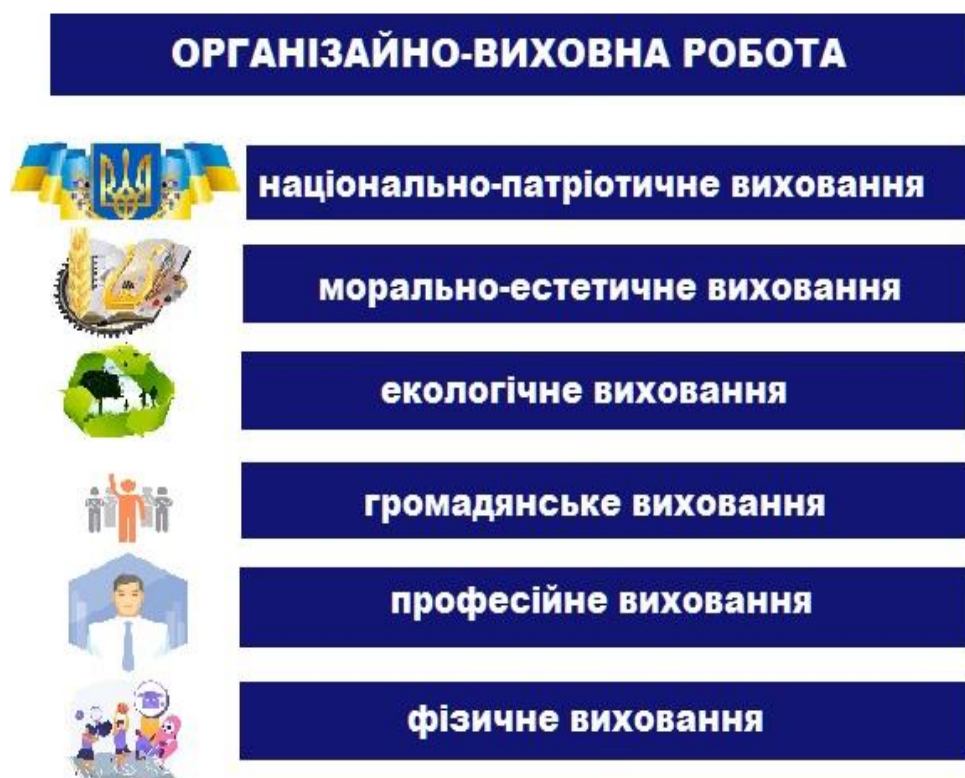 ОРГАНІЗАЙНО-ВИХОВНА РОБОТА
національно-патріотичне виховання
морально-естетичне виховання
екологічне виховання
громадянське виховання
професійне виховання
фізичне виховання